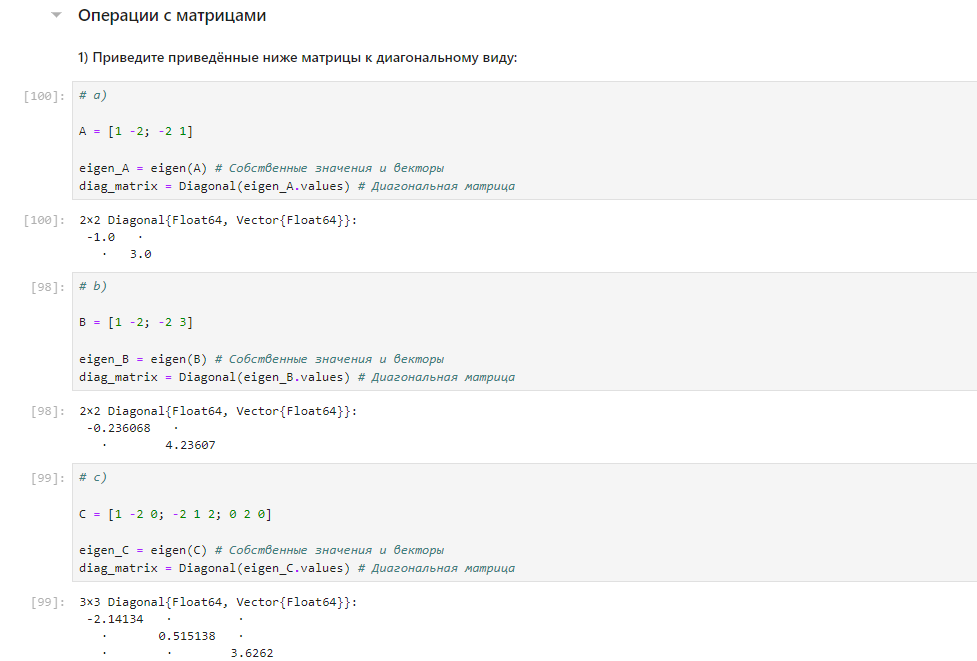 Операции с матрицами
1) Приведите приведённые ниже матрицы к диагональному виду:
[100]: # a)
A = [1 -2; -2 1]
eigen_A = eigen(A) # Собственные значения и векторы
diag_matrix = Diagonal(eigen_A.values) # Диагональная матрица
[100]: 2×2 Diagonal{Float64, Vector{Float64}}:
-1.0 ⋅
⋅ 3.0
[98]: # b)
B = [1 -2; -2 3]
eigen_B = eigen(B) # Собственные значения и векторы
diag_matrix = Diagonal(eigen_B.values) # Диагональная матрица
[98]: 2×2 Diagonal{Float64, Vector{Float64}}:
-0.236068 ⋅
⋅ 4.23607
[99]: # c)
C = [1 -2 0; -2 1 2; 0 2 0]
eigen_C = eigen(C) # Собственные значения и векторы
diag_matrix = Diagonal(eigen_C.values) # Диагональная матрица
[99]: 3×3 Diagonal{Float64, Vector{Float64}}:
-2.14134 ⋅ ⋅
⋅ 0.515138 ⋅
⋅ ⋅ 3.6262